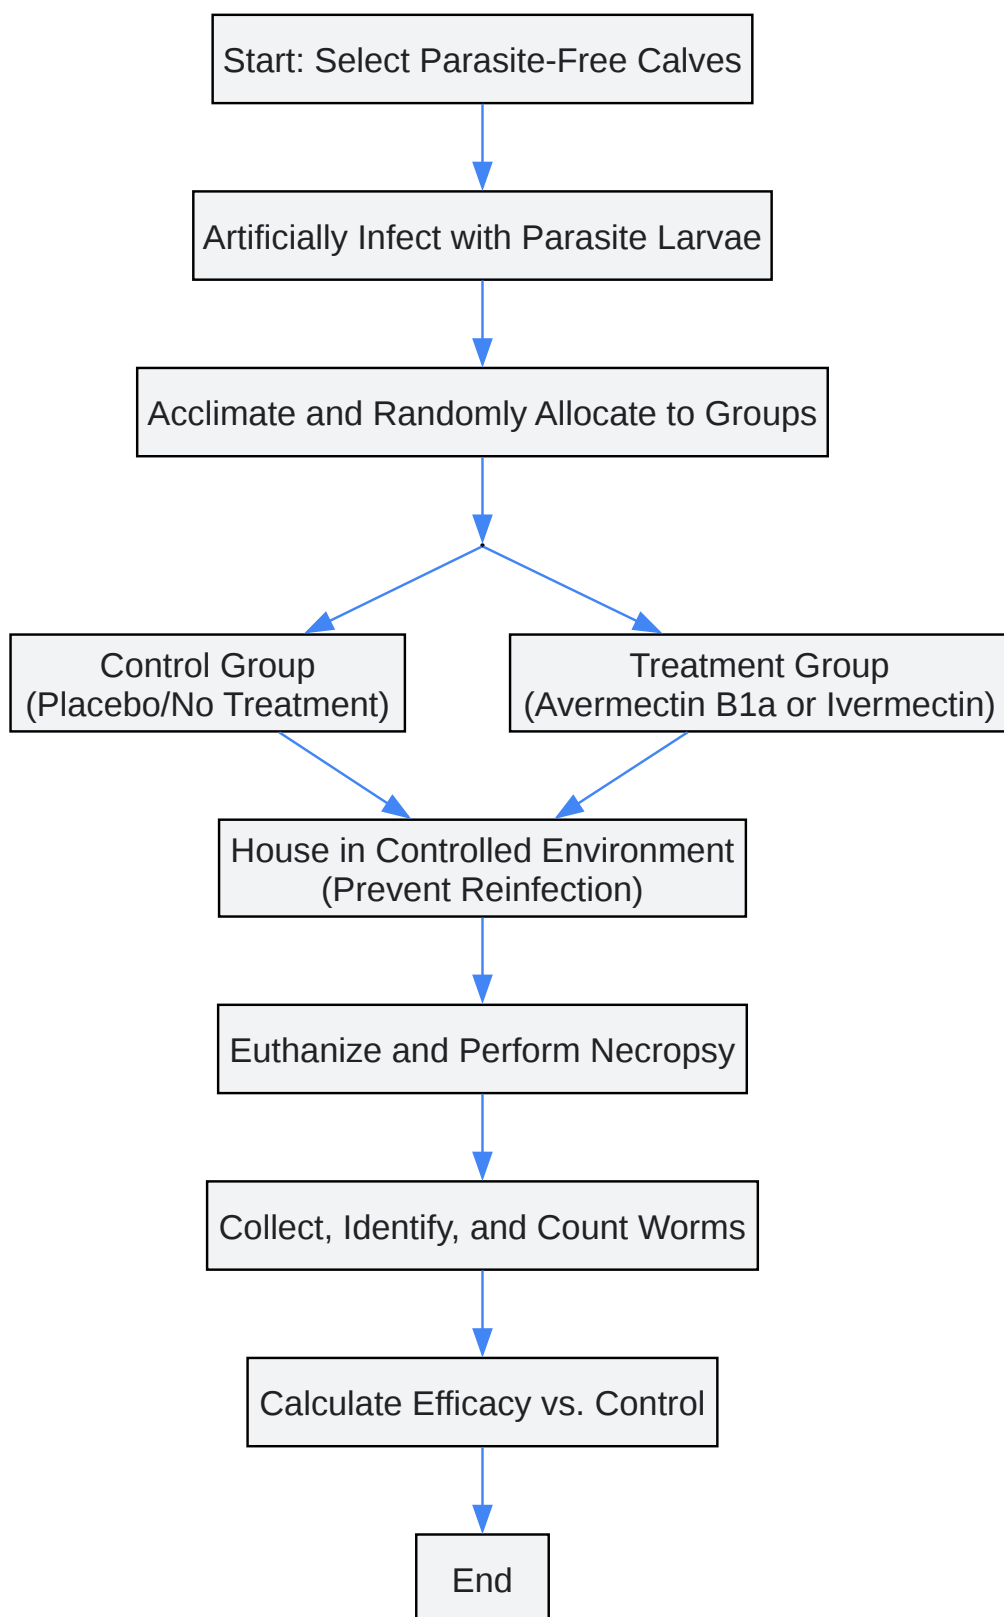 Start: Select Parasite-Free Calves
Artificially Infect with Parasite Larvae
Acclimate and Randomly Allocate to Groups
Control Group
(Placebo/No Treatment)
Treatment Group
(Avermectin B1a or Ivermectin)
House in Controlled Environment
(Prevent Reinfection)
Euthanize and Perform Necropsy
Collect, Identify, and Count Worms
Calculate Efficacy vs. Control
End